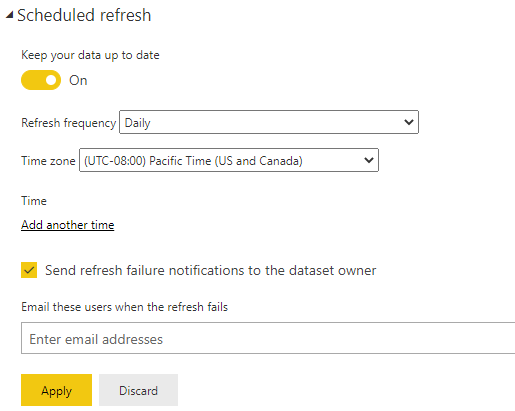 Scheduled refresh
Keep your data up to date
On
Refresh frequency Daily
Time zone (UTC-08:00) Pacific Time (US and Canada)
Time
Add another time
Send refresh failure notifications to the dataset owner
Email these users when the refresh fails
Enter email addresses
Apply Discard